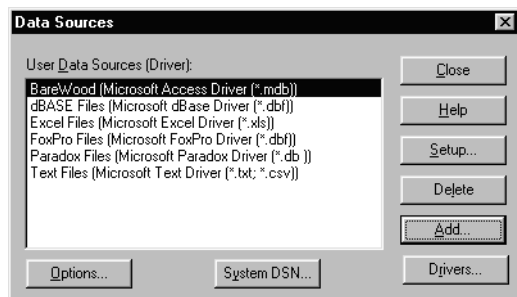 Data Sources
User Data Sources (Driver):
BareWood (Microsoft Access Driver (*.mdb))
dBASE Files (Microsoft dBase Driver (*.dbf))
Excel Files (Microsoft Excel Driver (*.xls))
FoxPro Files (Microsoft FoxPro Driver (*.dbf))
Paradox Files (Microsoft Paradox Driver (*.db ))
Text Files (Microsoft Text Driver (*.txt; *.csv))
Close
Help
Setup...
Delete
Add...
Options...
System DSN...
Drivers...